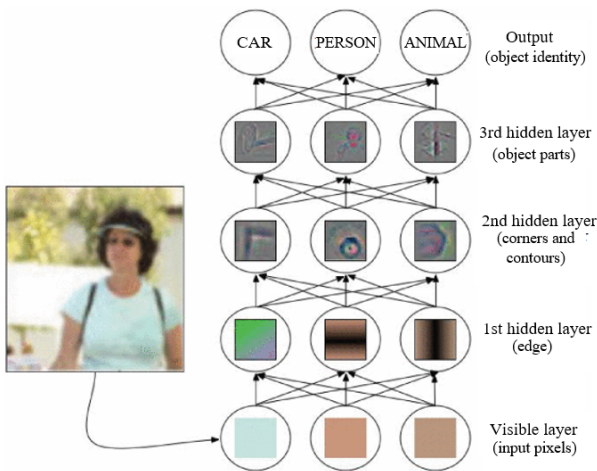 CAR
PERSON
ANIMAL
Output
(object identity)
3rd hidden layer
(object parts)
2nd hidden layer
(corners and
contours)
1st hidden layer
(edge)
Visible layer
(input pixels)